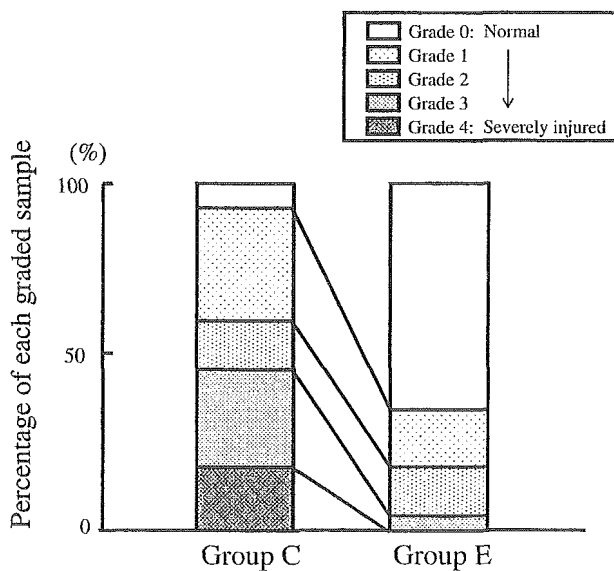 Grade 0: Normal
Grade 1
Grade 2
Grade 3
Grade 4: Severely injured
(%)
100
50
0
Percentage of each graded sample
Group C
Group E